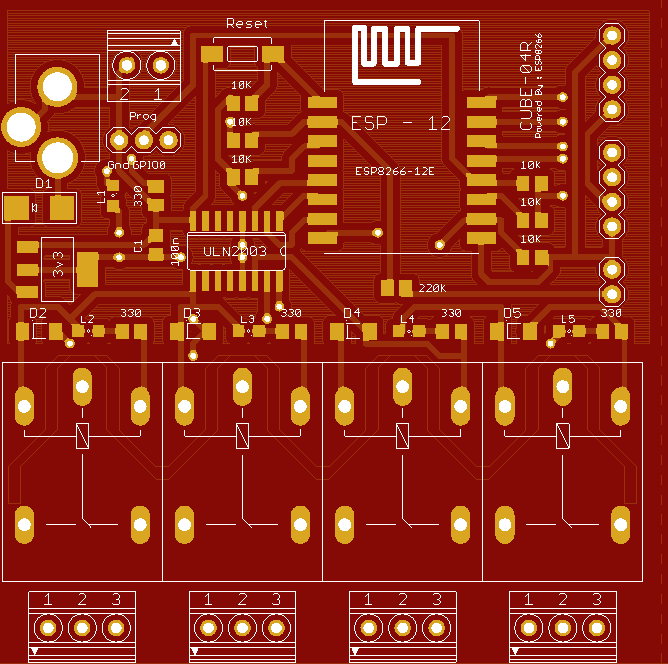 Reset
2 1
Prog
Gnd GPIO0
10K
10K
10K
ESP - 12
ESP8266-12E
CUBE-04R
Powered By : ESP8266
10K
10K
10K
D1
L1
330
C1
100n
3v3
ULN2003
220K
D2
L2
330
D3
L3
330
D4
L4
330
D5
L5
330
1 2 3
1 2 3
1 2 3
1 2 3